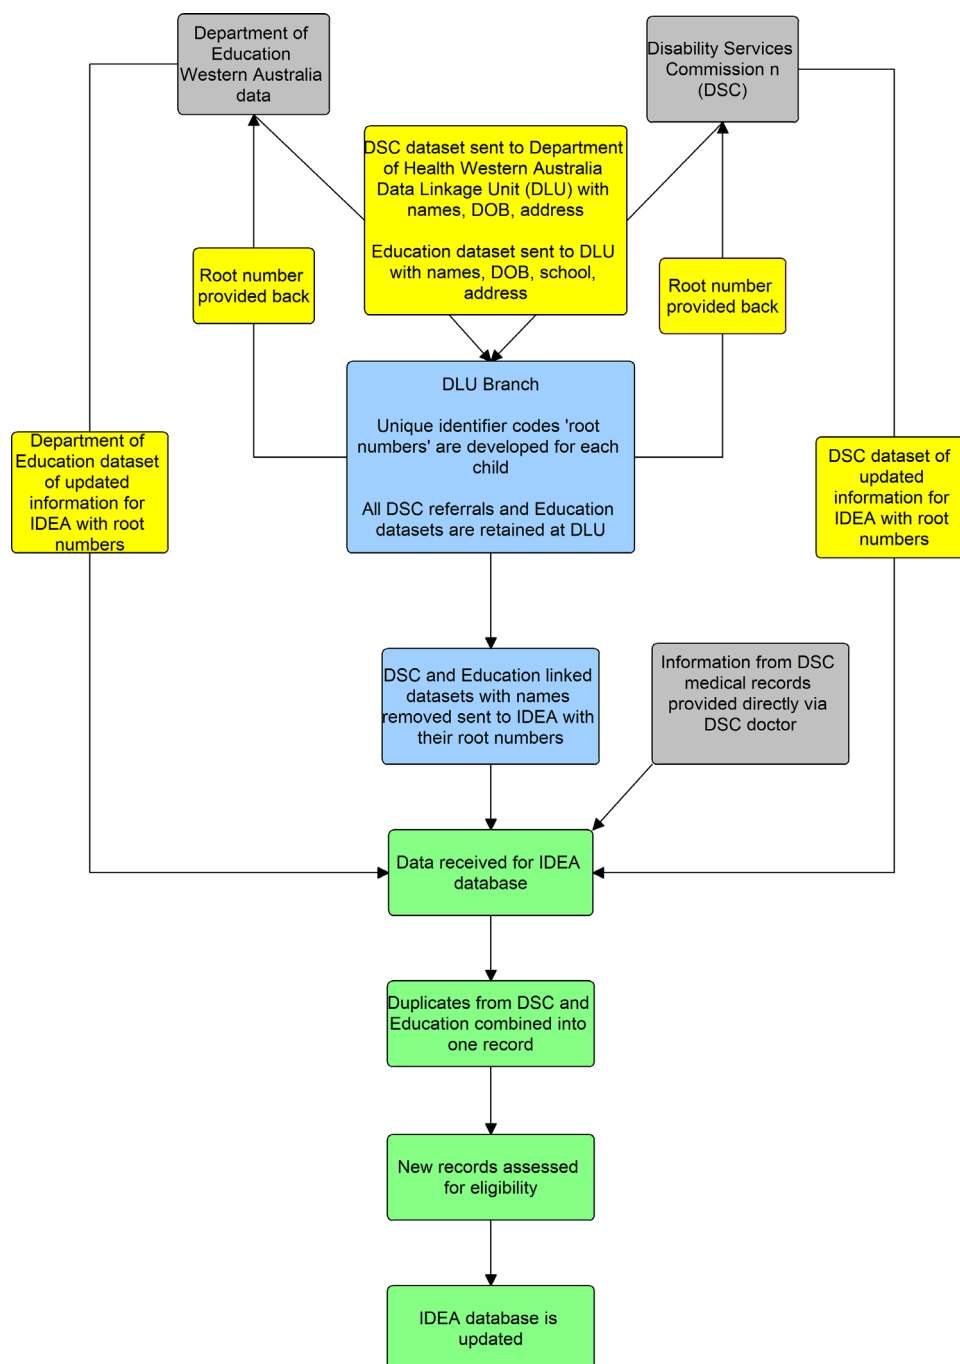 Department of
Education
Western Australia
data
Disability Services
Commission n
(DSC)
DSC dataset sent to Department
of Health Western Australia
Data Linkage Unit (DLU) with
names, DOB, address
Education dataset sent to DLU
with names, DOB, school,
address
Root number
provided back
Root number
provided back
DLU Branch
Unique identifier codes 'root
numbers' are developed for each
child
All DSC referrals and Education
datasets are retained at DLU
Department of
Education dataset
of updated
information for
IDEA with root
numbers
DSC dataset of
updated
information for
IDEA with root
numbers
DSC and Education linked
datasets with names
removed sent to IDEA with
their root numbers
Information from DSC
medical records
provided directly via
DSC doctor
Data received for IDEA
database
Duplicates from DSC and
Education combined into
one record
New records assessed
for eligibility
IDEA database is
updated